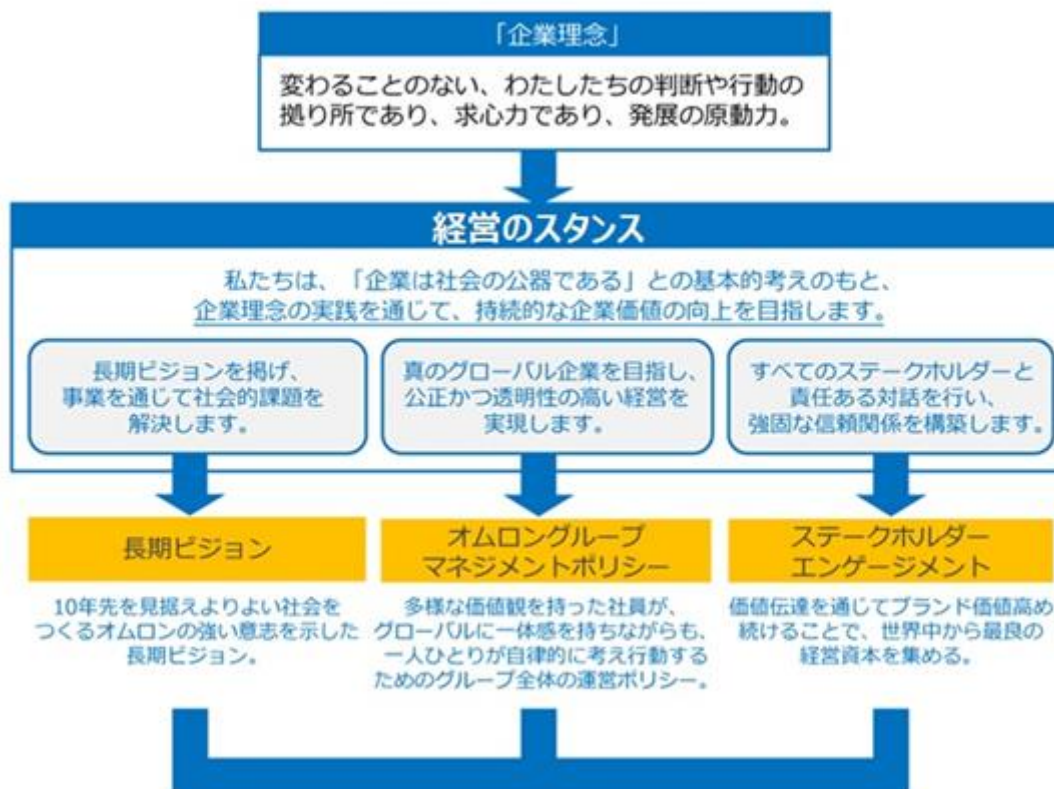 「企業理念」
変わることのない、わたしたちの判断や行動の
拠り所であり、求心力であり、発展の原動力。
経営のスタンス
私たちは、「企業は社会の公器である」との基本的考えのもと、
企業理念の実践を通じて、持続的な企業価値の向上を目指します。
長期ビジョンを掲げ、
事業を通じて社会的課題を
解決します。
真のグローバル企業を目指し、
公正かつ透明性の高い経営を
実現します。
すべてのステークホルダーと
責任ある対話を行い、
強固な信頼関係を構築します。
長期ビジョン
10年先を見据えよりよい社会を
つくるオムロンの強い意志を示した
長期ビジョン。
オムロングループ
マネジメントポリシー
多様な価値観を持った社員が、
グローバルに一体感を持ちながらも、
一人ひとりが自律的に考え行動する
ためのグループ全体の運営ポリシー。
ステークホルダー
エンゲージメント
価値伝達を通じてブランド価値高め
続けることで、世界中から最良の
経営資本を集める。